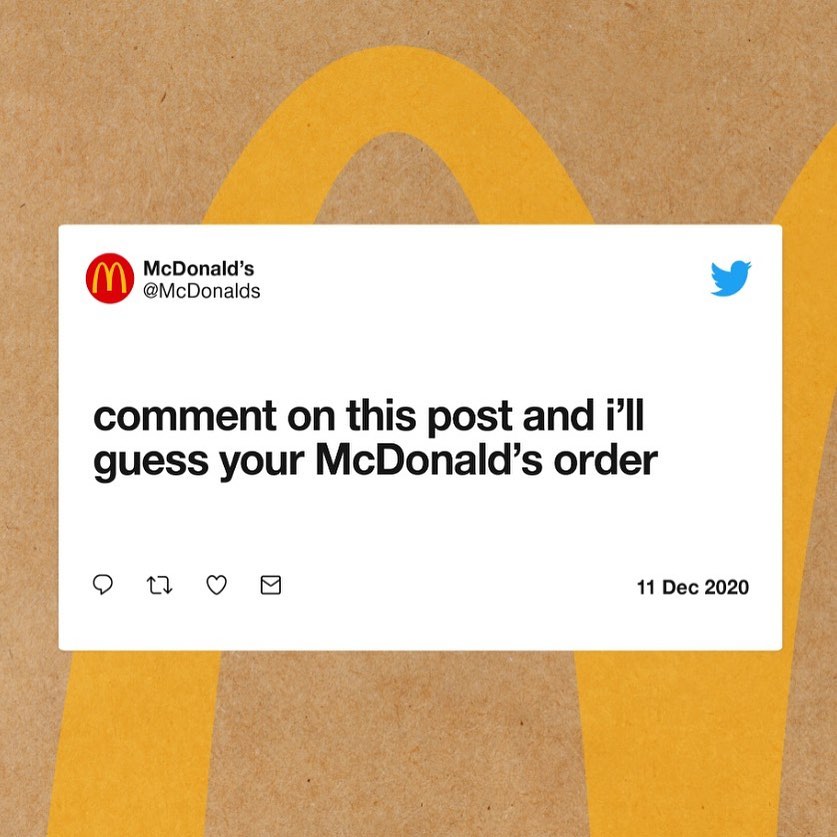 McDonald's
@McDonalds
comment on this post and i'll
guess your McDonald's order
11 Dec 2020